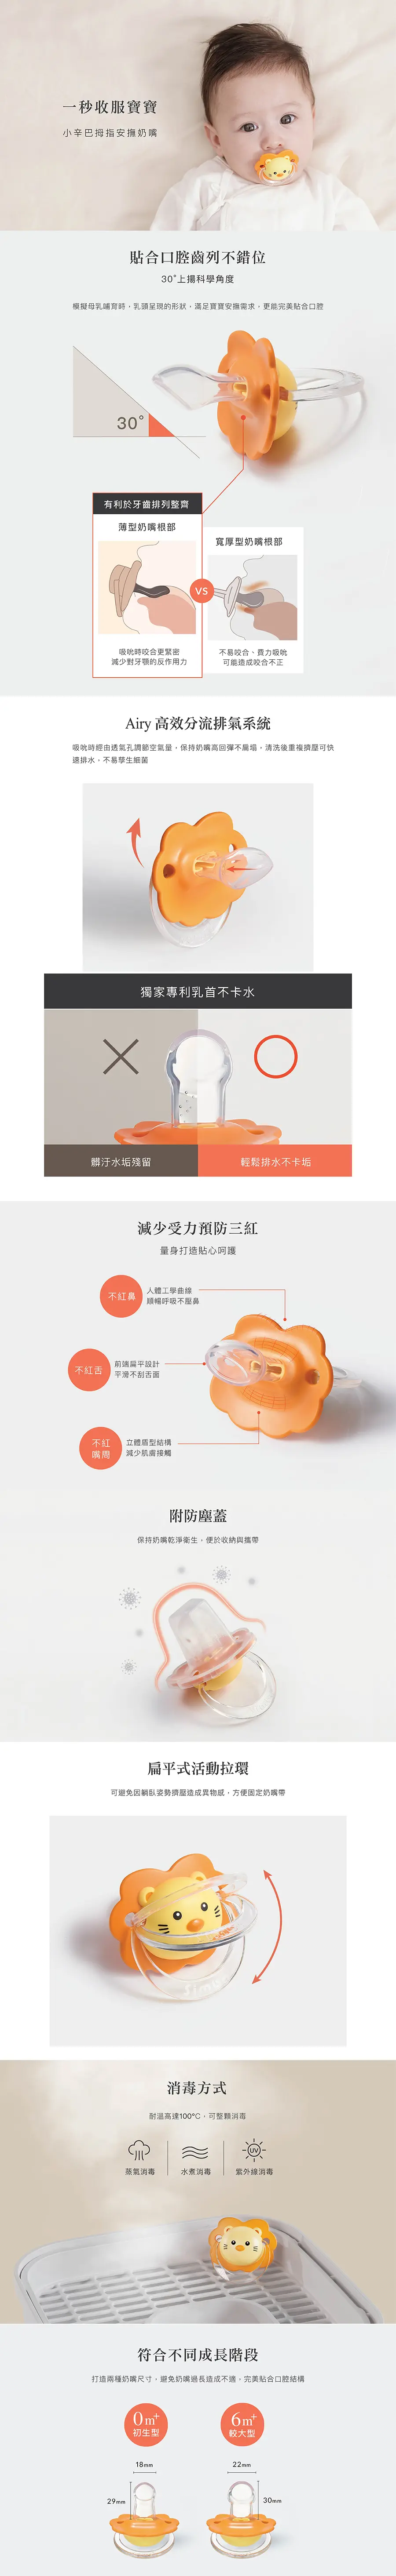 一秒收服寶寶
小辛巴拇指安撫奶嘴
貼合口腔齒列不錯位
30°上揚科學角度
模擬母乳哺育時，乳頭呈現的形狀，滿足寶寶安撫需求，更能完美貼合口腔
30°
有利於牙齒排列整齊
薄型奶嘴根部
寬厚型奶嘴根部
VS
吸吮時咬合更緊密
減少對牙顎的反作用力
不易咬合、費力吸吮
可能造成咬合不正
Airy 高效分流排氣系統
吸吮時經由透氣孔調節空氣量，保持奶嘴高回彈不扁塌，清洗後重複擠壓可快
速排水，不易孳生細菌
獨家專利乳首不卡水
髒汙水垢殘留
輕鬆排水不卡垢
減少受力預防三紅
量身打造貼心呵護
不紅鼻
人體工學曲線
順暢呼吸不壓鼻
不紅舌
前端扁平設計
平滑不刮舌面
不紅
嘴周
立體盾型結構
減少肌膚接觸
附防塵蓋
保持奶嘴乾淨衛生，便於收納與攜帶
扁平式活動拉環
可避免因躺臥姿勢擠壓造成異物感，方便固定奶嘴帶
Simba
消毒方式
耐溫高達100°C，可整顆消毒
UV
蒸氣消毒
水煮消毒
紫外線消毒
符合不同成長階段
打造兩種奶嘴尺寸，避免奶嘴過長造成不適，完美貼合口腔結構
0m+
初生型
6m+
較大型
18mm
22mm
29mm
30mm